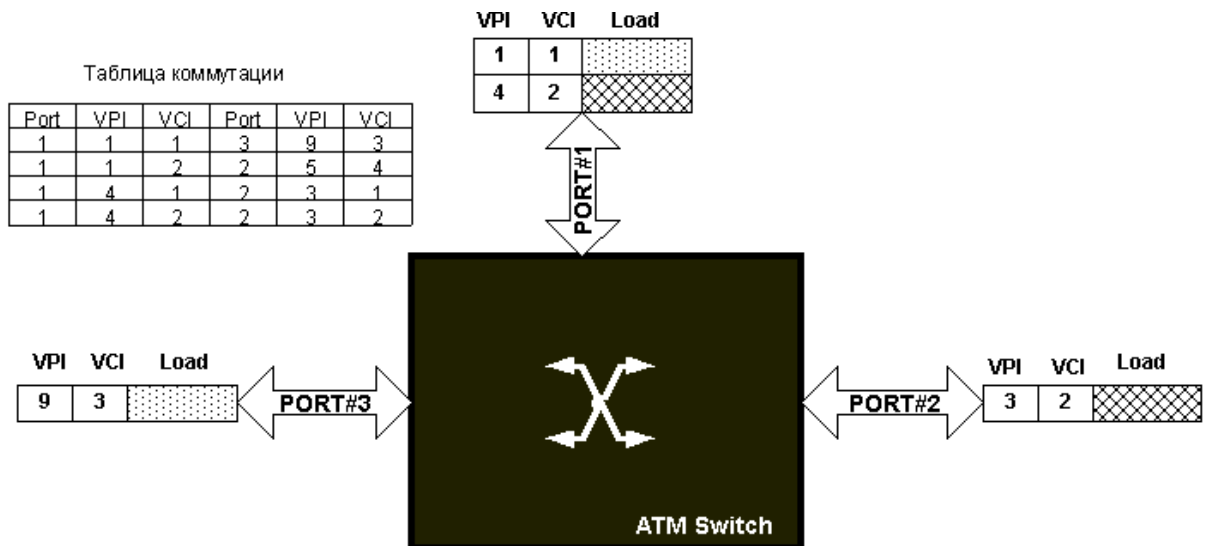 VPI VCI Load
1 1
4 2
Таблица коммутации
Port VPI VCI Port VPI VCI
1 1 1 3 9 3
1 1 2 2 5 4
1 4 1 2 3 1
1 4 2 2 3 2
PORT#1
VPI VCI Load
9 3
PORT#3
PORT#2
VPI VCI Load
3 2
ATM Switch